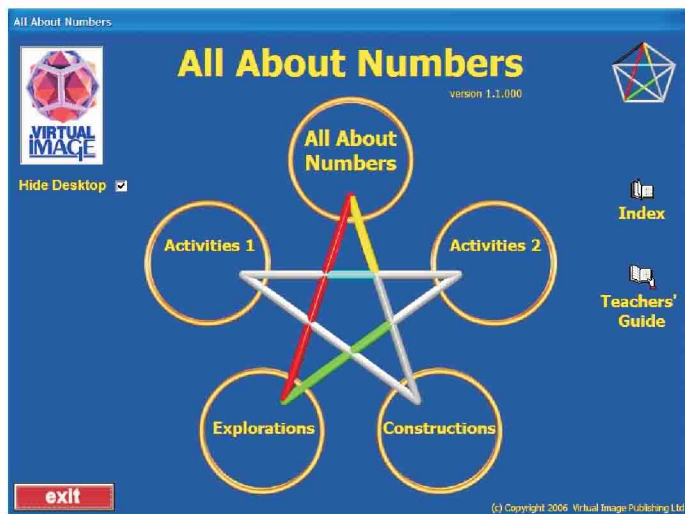 All About Numbers
All About Numbers
version 1.1.000
VIRTUAL
IMAGE
Hide Desktop
All About
Numbers
Activities 1
Activities 2
Index
Teachers'
Guide
Explorations
Constructions
exit
(c) Copyright 2006 Virtual Image Publishing Ltd